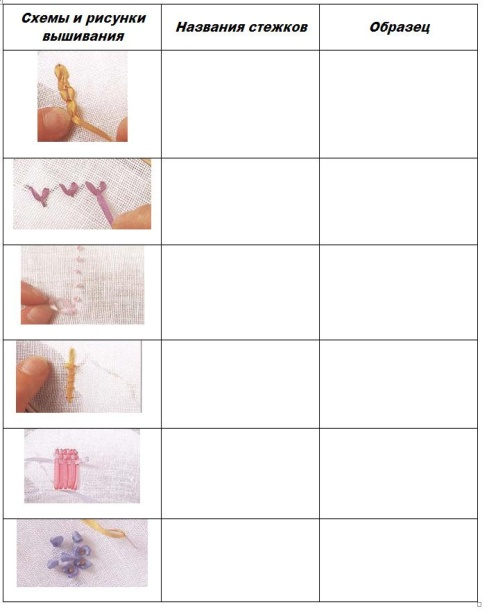 Схемы и рисунки
вышивания
Названия стежков
Образец